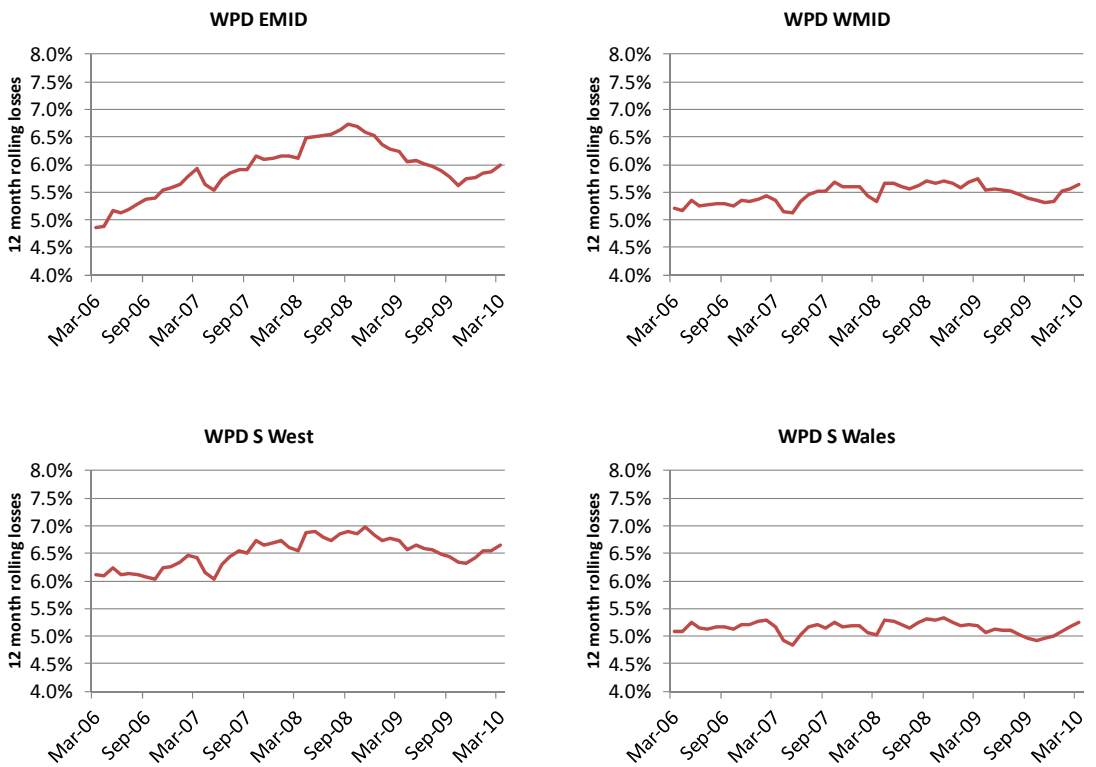 WPD EMID
12 month rolling losses
8.0%
7.5%
7.0%
6.5%
6.0%
5.5%
5.0%
4.5%
4.0%
Mar-06
Sep-06
Mar-07
Sep-07
Mar-08
Sep-08
Mar-09
Sep-09
Mar-10
WPD WMID
12 month rolling losses
8.0%
7.5%
7.0%
6.5%
6.0%
5.5%
5.0%
4.5%
4.0%
Mar-06
Sep-06
Mar-07
Sep-07
Mar-08
Sep-08
Mar-09
Sep-09
Mar-10
WPD S West
12 month rolling losses
8.0%
7.5%
7.0%
6.5%
6.0%
5.5%
5.0%
4.5%
4.0%
Mar-06
Sep-06
Mar-07
Sep-07
Mar-08
Sep-08
Mar-09
Sep-09
Mar-10
WPD S Wales
12 month rolling losses
8.0%
7.5%
7.0%
6.5%
6.0%
5.5%
5.0%
4.5%
4.0%
Mar-06
Sep-06
Mar-07
Sep-07
Mar-08
Sep-08
Mar-09
Sep-09
Mar-10